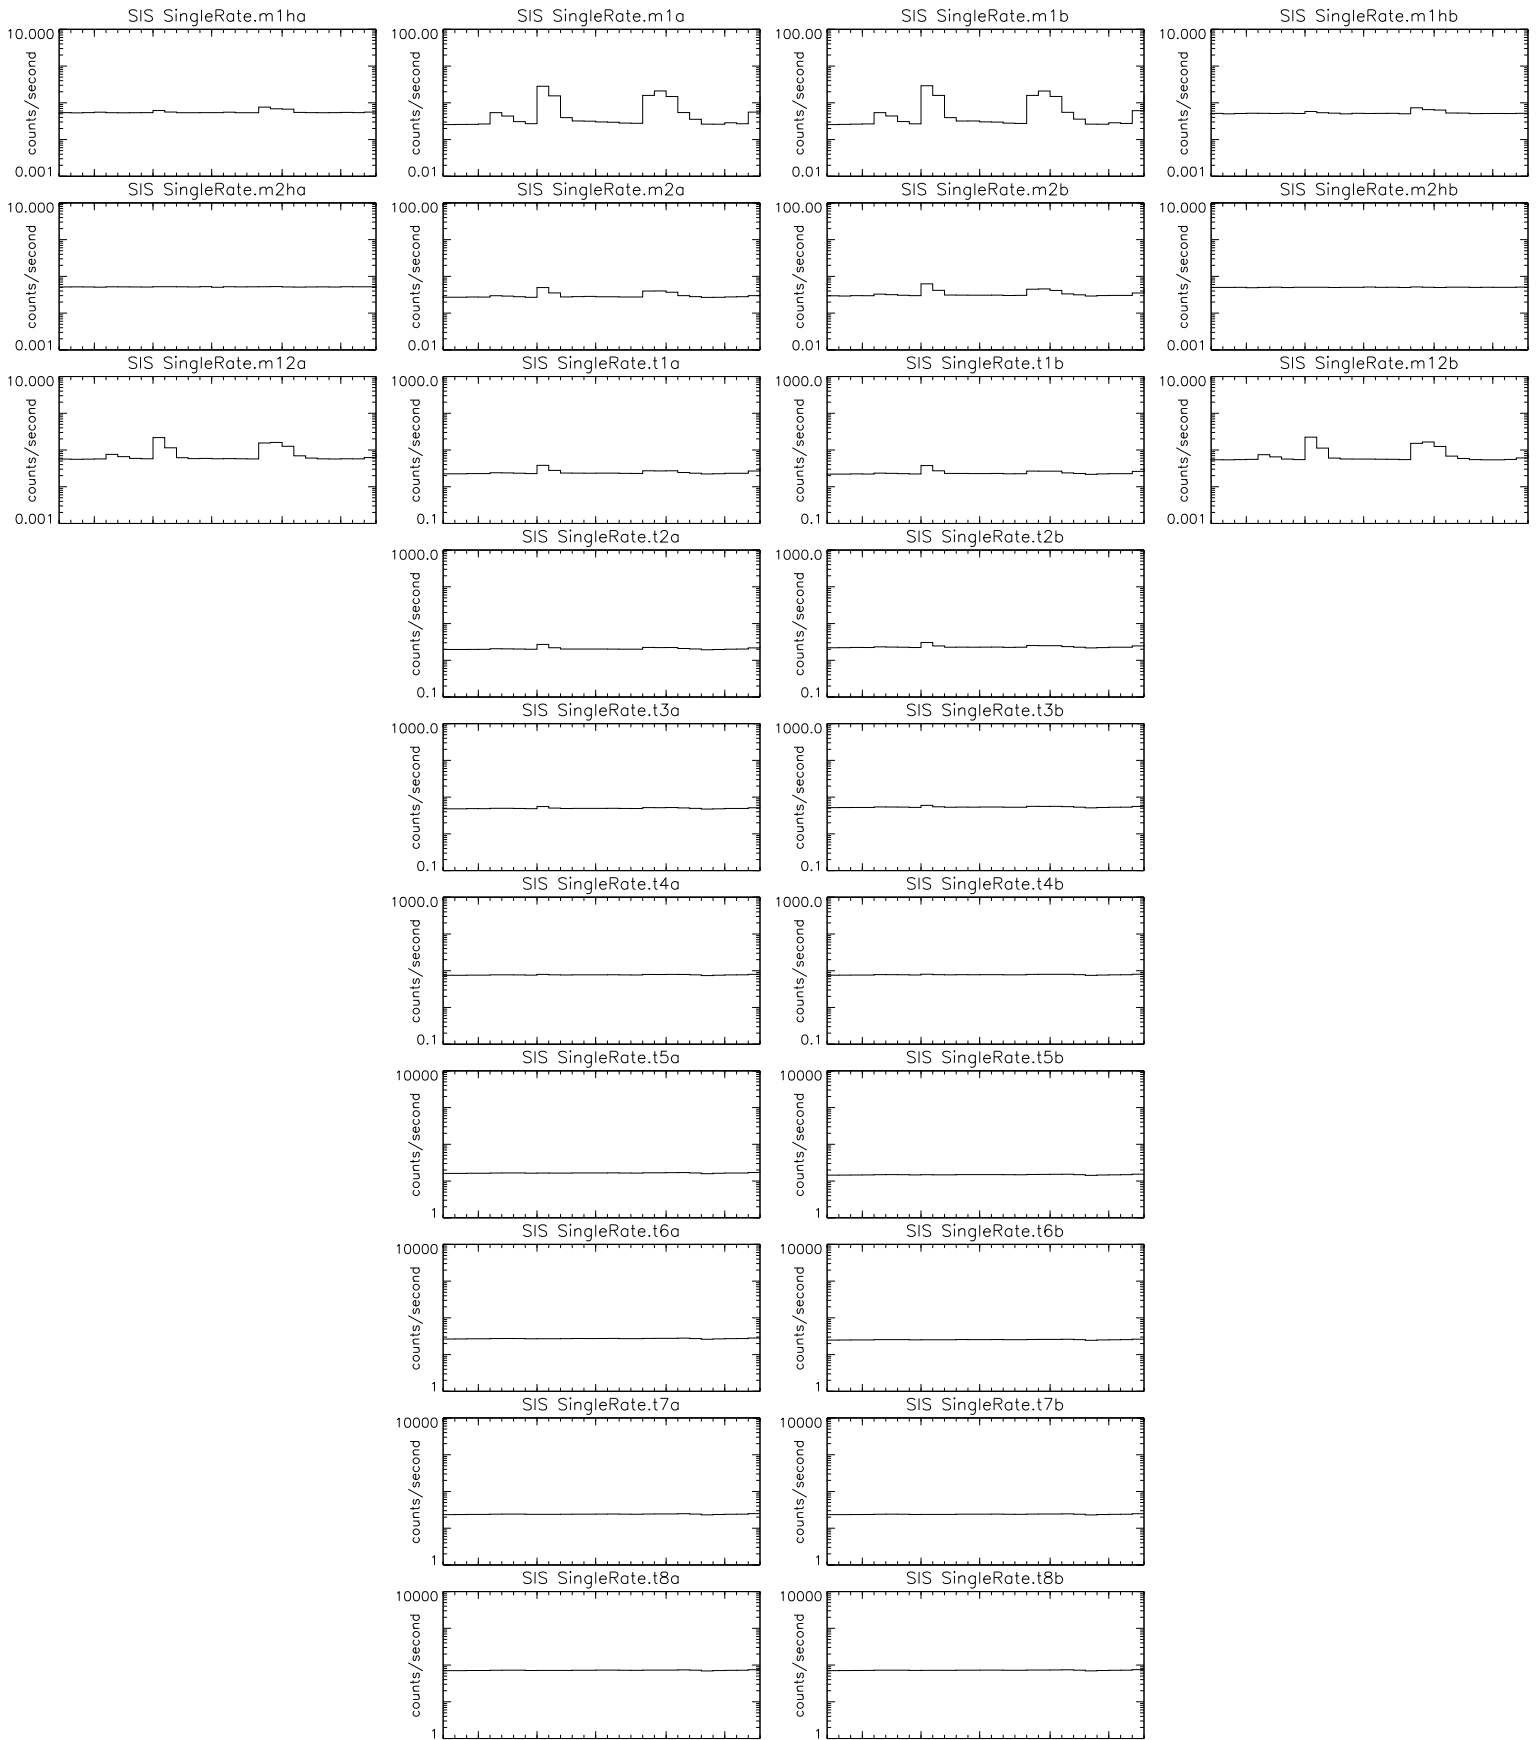 SIS SingleRate.m1ha
10.000
counts/second
0.001
SIS SingleRate.m1a
100.00
counts/second
0.01
SIS SingleRate.m1b
100.00
counts/second
0.01
SIS SingleRate.m1hb
10.000
counts/second
0.001
SIS SingleRate.m2ha
10.000
counts/second
0.001
SIS SingleRate.m2a
100.00
counts/second
0.01
SIS SingleRate.m2b
100.00
counts/second
0.01
SIS SingleRate.m2hb
10.000
counts/second
0.001
SIS SingleRate.m12a
10.000
counts/second
0.001
SIS SingleRate.t1a
1000.0
counts/second
0.1
SIS SingleRate.t1b
1000.0
counts/second
0.1
SIS SingleRate.m12b
10.000
counts/second
0.001
SIS SingleRate.t2a
1000.0
counts/second
0.1
SIS SingleRate.t2b
1000.0
counts/second
0.1
SIS SingleRate.t3a
1000.0
counts/second
0.1
SIS SingleRate.t3b
1000.0
counts/second
0.1
SIS SingleRate.t4a
1000.0
counts/second
0.1
SIS SingleRate.t4b
1000.0
counts/second
0.1
SIS SingleRate.t5a
10000
counts/second
1
SIS SingleRate.t5b
10000
counts/second
1
SIS SingleRate.t6a
10000
counts/second
1
SIS SingleRate.t6b
10000
counts/second
1
SIS SingleRate.t7a
10000
counts/second
1
SIS SingleRate.t7b
10000
counts/second
1
SIS SingleRate.t8a
10000
counts/second
1
SIS SingleRate.t8b
10000
counts/second
1